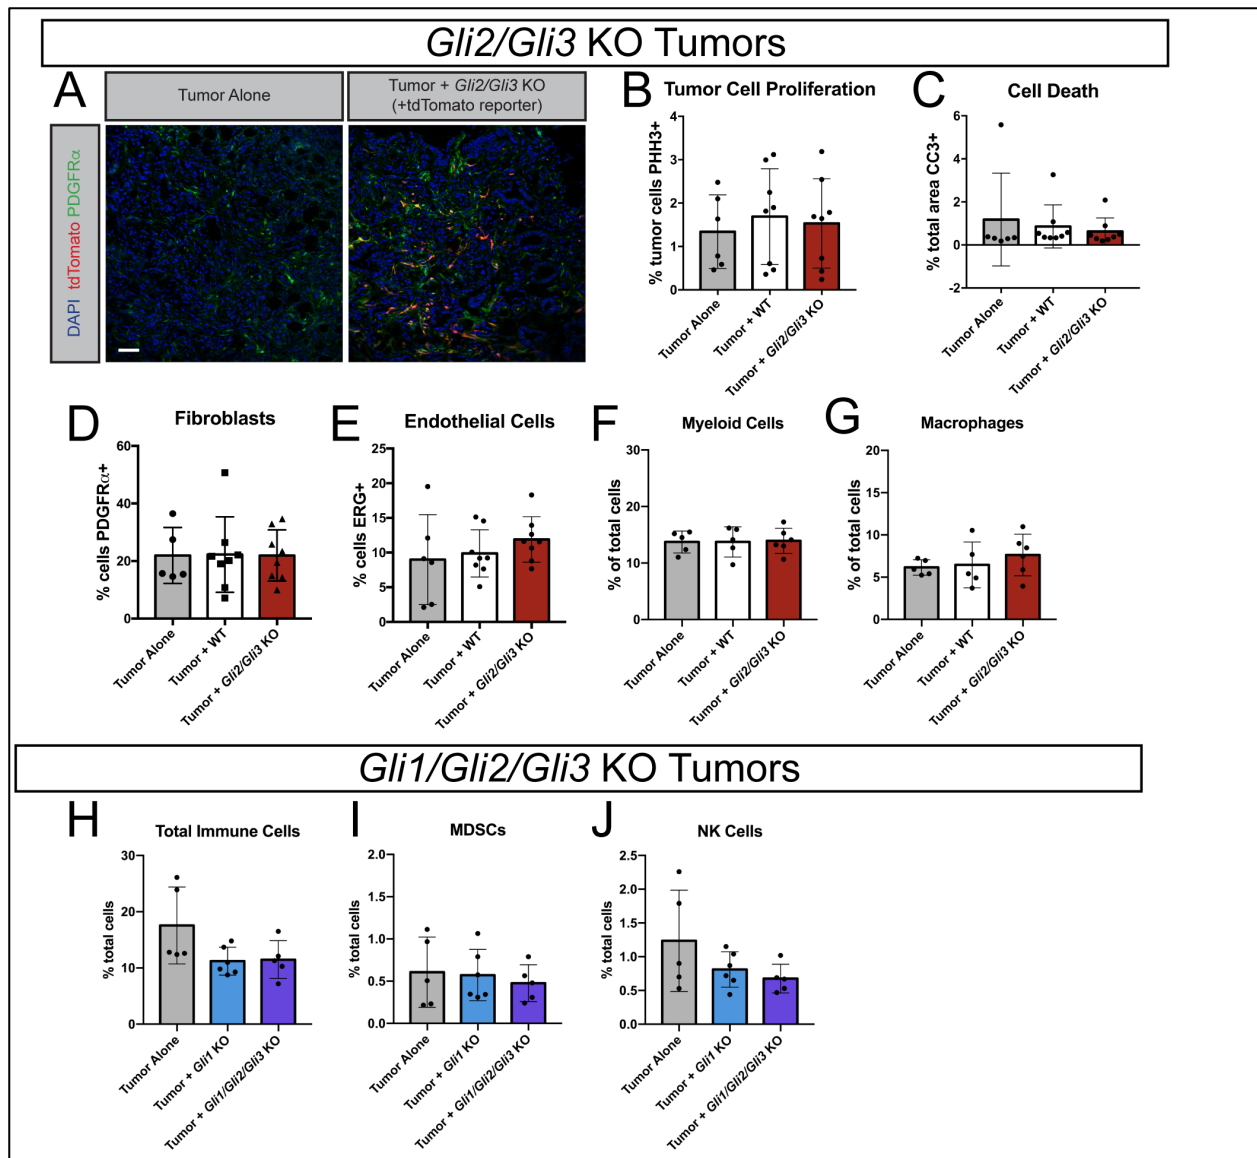 Gli2/Gli3 KO Tumors
A
Tumor Alone
Tumor + Gli2/Gli3 KO
(+tdTomato reporter)
DAPI tdTomato PDGFRα
B
Tumor Cell Proliferation
% tumor cells PHH3+
4
3
2
1
0
Tumor Alone
Tumor + WT
Tumor + Gli2/Gli3 KO
C
Cell Death
% total area CC3+
6
4
2
0
-2
Tumor Alone
Tumor + WT
Tumor + Gli2/Gli3 KO
D
Fibroblasts
% cells PDGFRα+
60
40
20
0
Tumor Alone
Tumor + WT
Tumor + Gli2/Gli3 KO
E
Endothelial Cells
% cells ERG+
25
20
15
10
5
0
Tumor Alone
Tumor + WT
Tumor + Gli2/Gli3 KO
F
Myeloid Cells
% of total cells
30
20
10
0
Tumor Alone
Tumor + WT
Tumor + Gli2/Gli3 KO
G
Macrophages
% of total cells
20
15
10
5
0
Tumor Alone
Tumor + WT
Tumor + Gli2/Gli3 KO
Gli1/Gli2/Gli3 KO Tumors
H
Total Immune Cells
% total cells
30
20
10
0
Tumor Alone
Tumor + Gli1 KO
Tumor + Gli1/Gli2/Gli3 KO
I
MDSCs
% total cells
2.0
1.5
1.0
0.5
0.0
Tumor Alone
Tumor + Gli1 KO
Tumor + Gli1/Gli2/Gli3 KO
J
NK Cells
% total cells
2.5
2.0
1.5
1.0
0.5
0.0
Tumor Alone
Tumor + Gli1 KO
Tumor + Gli1/Gli2/Gli3 KO